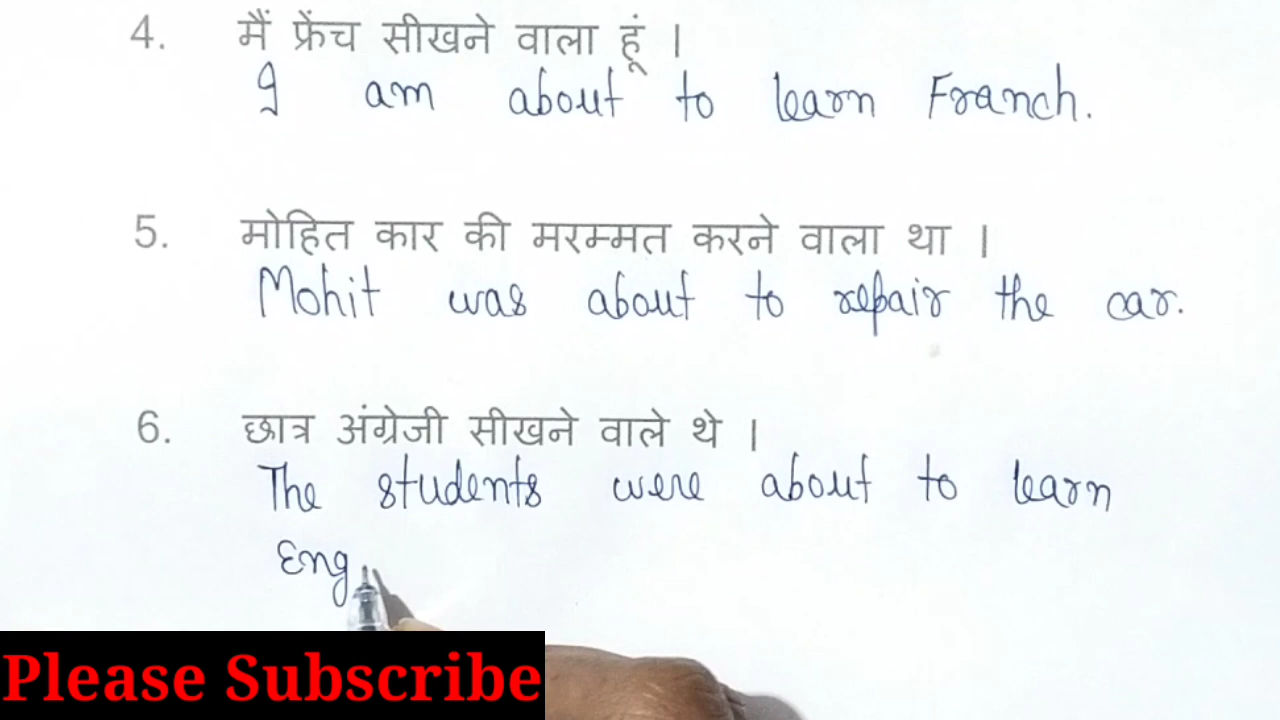 4. मैं फ्रेंच सीखने वाला हूं ।
I am about to learn Franch.
5. मोहित कार की मरम्मत करने वाला था ।
Mohit was about to repair the car.
6. छात्र अंग्रेजी सीखने वाले थे ।
The students were about to learn
Eng
Please Subscribe